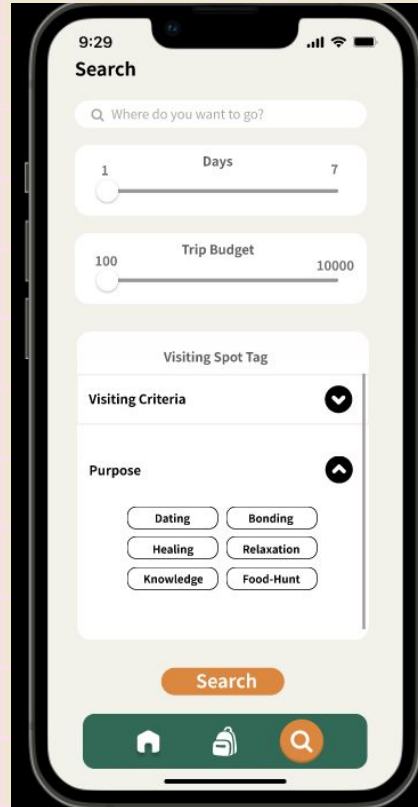 9:29
Search
Where do you want to go?
Days
1 7
Trip Budget
100 10000
Visiting Spot Tag
Visiting Criteria
Purpose
Dating Bonding
Healing Relaxation
Knowledge Food-Hunt
Search